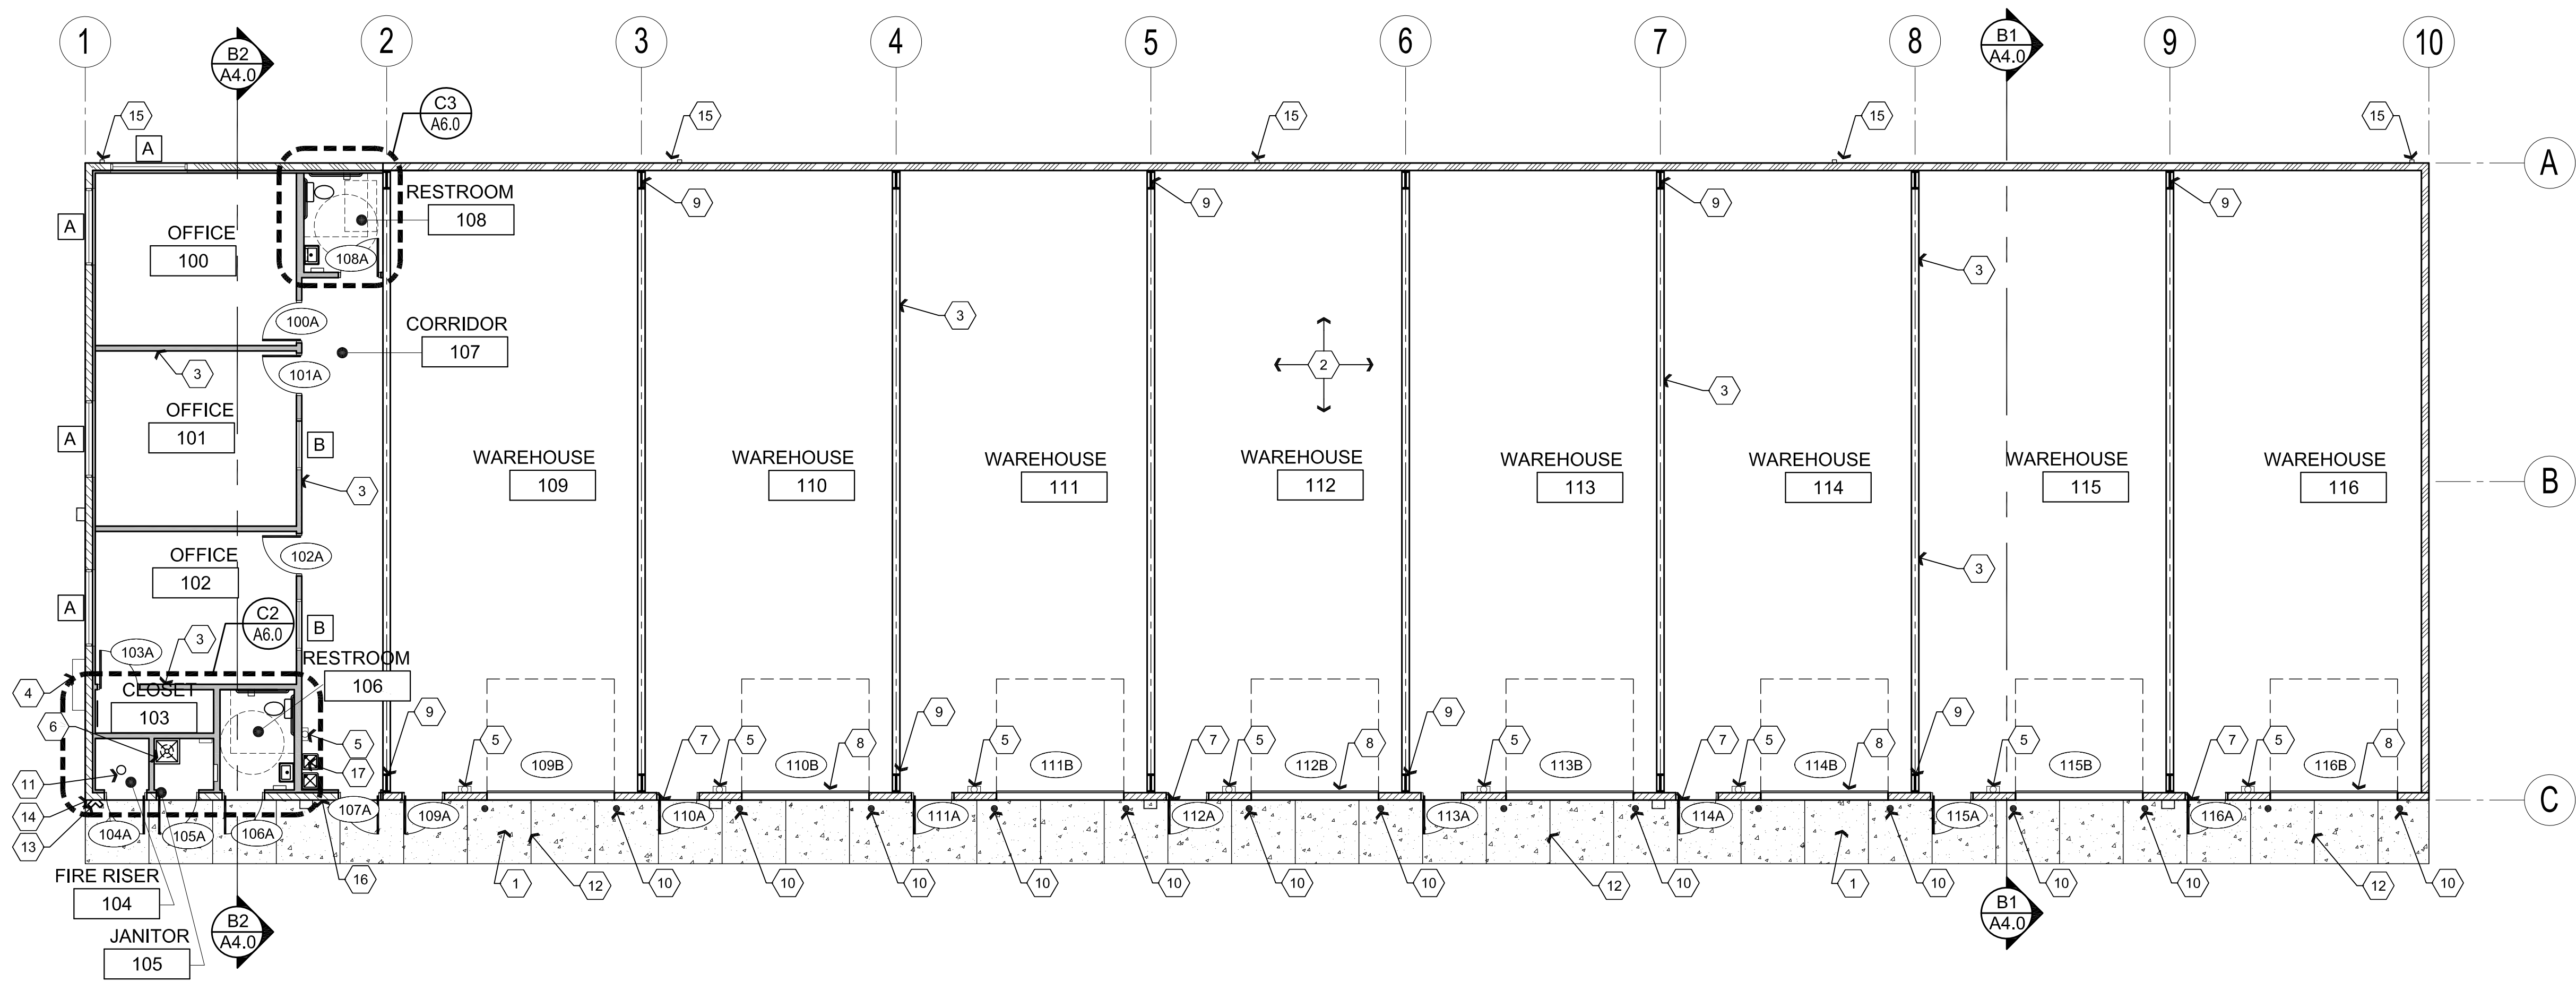 1 2 3 4 5 6 7 8 9 10
B2
A4.0
B1
A4.0
C3
A6.0
15 15 15 15 15
A
A
A
RESTROOM
108
9 9 9 9
OFFICE
100
108A
3
100A
3
CORRIDOR
107
2
101A
3
3
OFFICE
101
A
B
WAREHOUSE
109
WAREHOUSE
110
WAREHOUSE
111
WAREHOUSE
112
WAREHOUSE
113
WAREHOUSE
114
WAREHOUSE
115
WAREHOUSE
116
B
3
102A
3
OFFICE
102
A
C2
A6.0
B
3
103A
RESTROOM
106
4
CLOSET
103
6
9 9 9 9
5
5 7 5 8 5 7 5 8 5 7 5 8 5 7 5 8
109B 110B 111B 112B 113B 114B 115B 116B
17
11
C
14
107A
109A 110A 111A 112A 113A 114A 115A 116A
104A 105A 106A
13
16
1 12 10 10 10 10 10 10 10 12 10 10 1 10 10 10 12 10
FIRE RISER
104
B2
A4.0
B1
A4.0
JANITOR
105